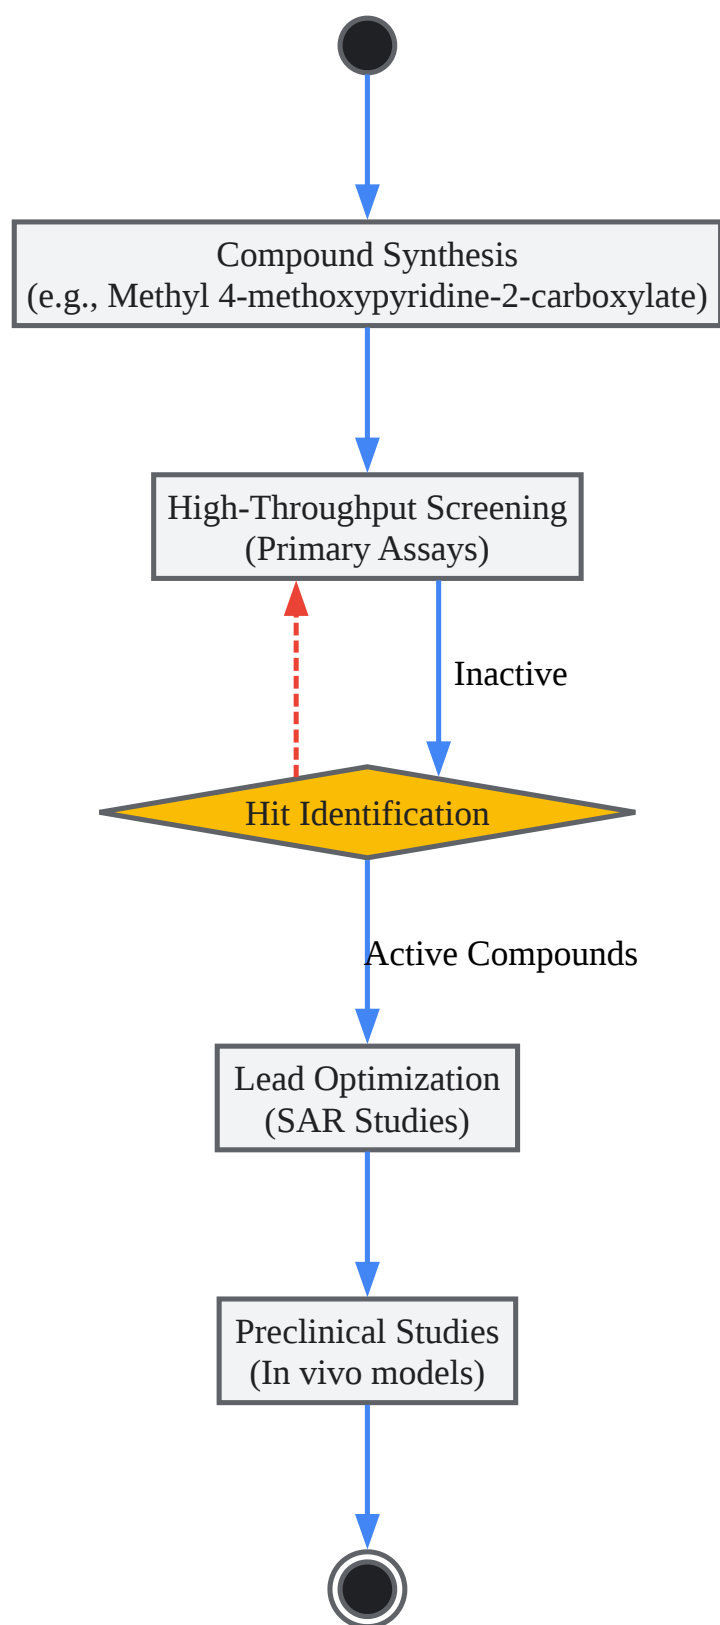 Compound Synthesis
(e.g., Methyl 4-methoxypyridine-2-carboxylate)
High-Throughput Screening
(Primary Assays)
Inactive
Hit Identification
Active Compounds
Lead Optimization
(SAR Studies)
Preclinical Studies
(In vivo models)